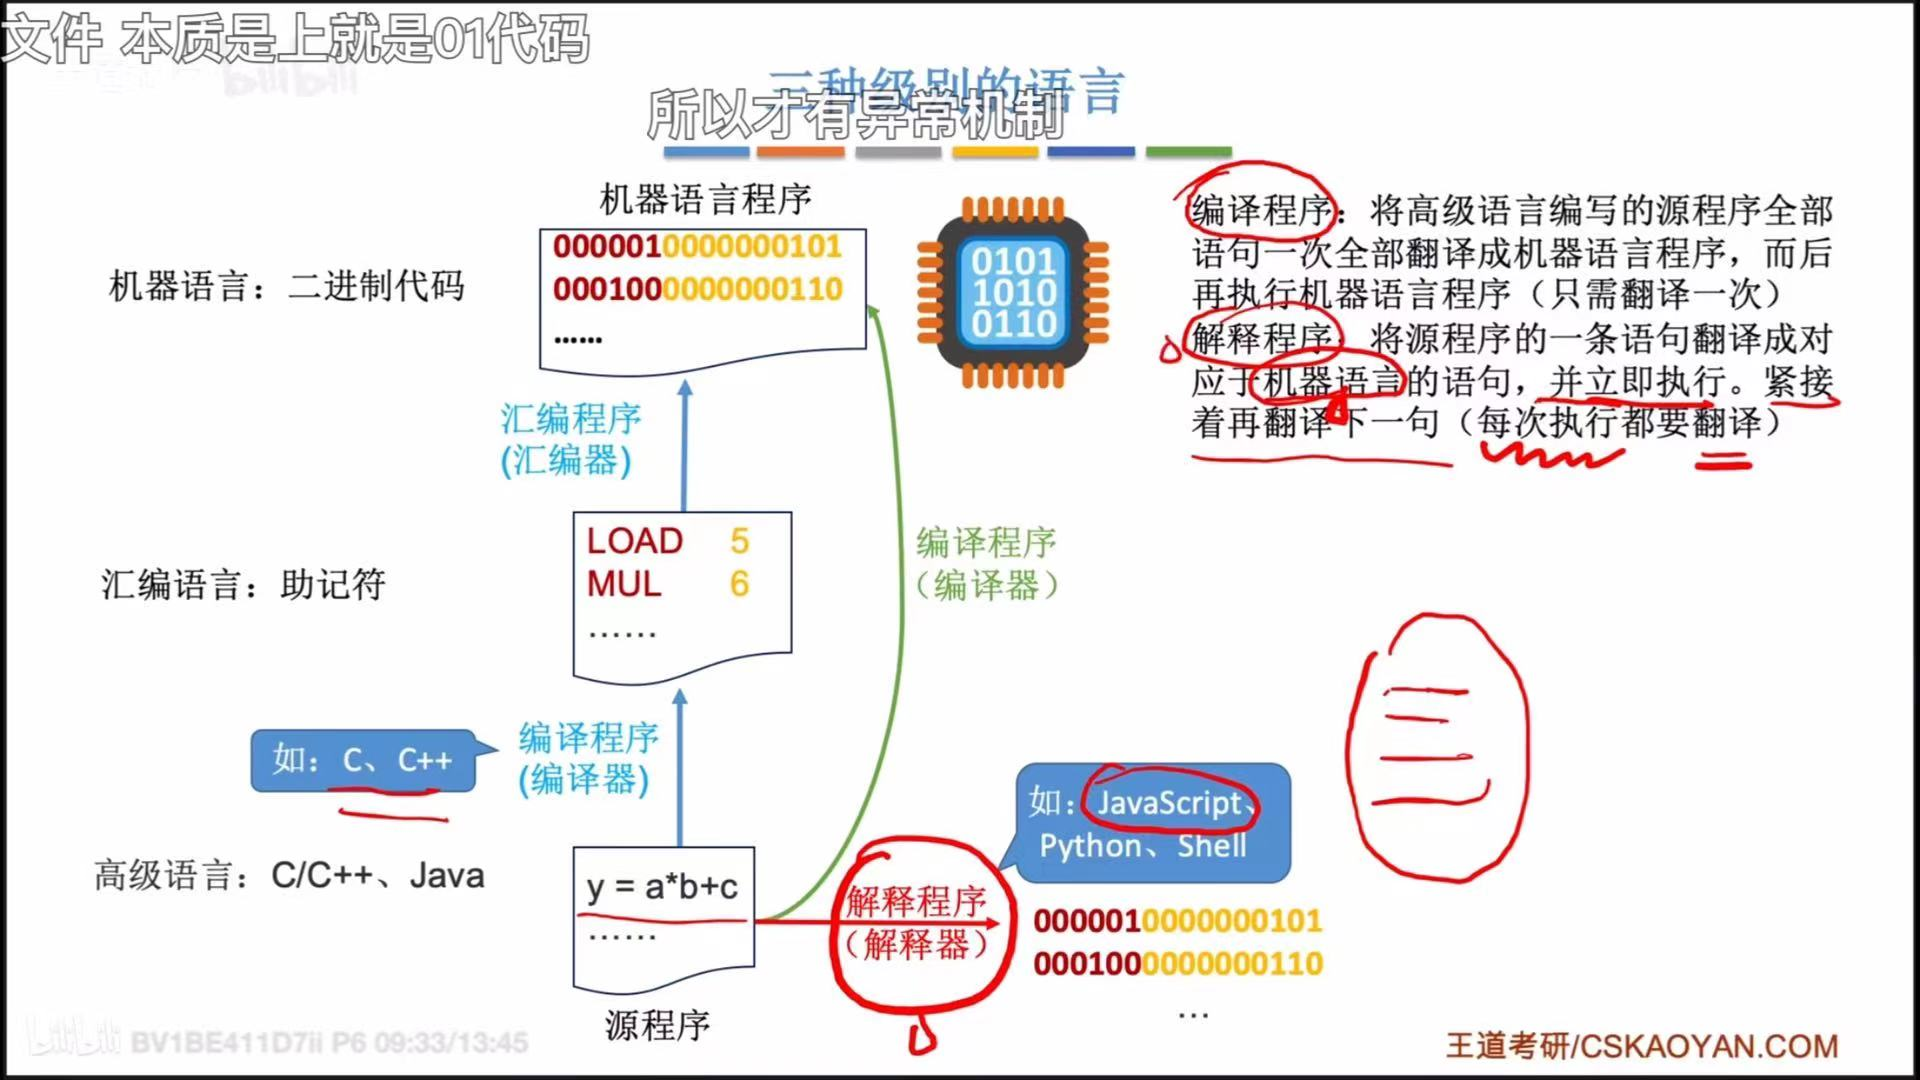 文件 本质是上就是01代码
bilibili
三种级别的语言
所以才有异常机制
机器语言程序
0000010000000101
0001000000000110
......
机器语言：二进制代码
0101
1010
0110
编译程序：将高级语言编写的源程序全部
语句一次全部翻译成机器语言程序，而后
再执行机器语言程序（只需翻译一次）
解释程序：将源程序的一条语句翻译成对
应于机器语言的语句，并立即执行。紧接
着再翻译下一句（每次执行都要翻译）
汇编程序
(汇编器)
LOAD 5
MUL 6
......
汇编语言：助记符
编译程序
（编译器）
如：C、C++
编译程序
(编译器)
如：JavaScript、
Python、Shell
高级语言：C/C++、Java
y = a*b+c
......
解释程序
（解释器）
0000010000000101
0001000000000110
...
源程序
bilibili BV1BE411D7ii P6 09:33/13:45
王道考研/CSKAOYAN.COM